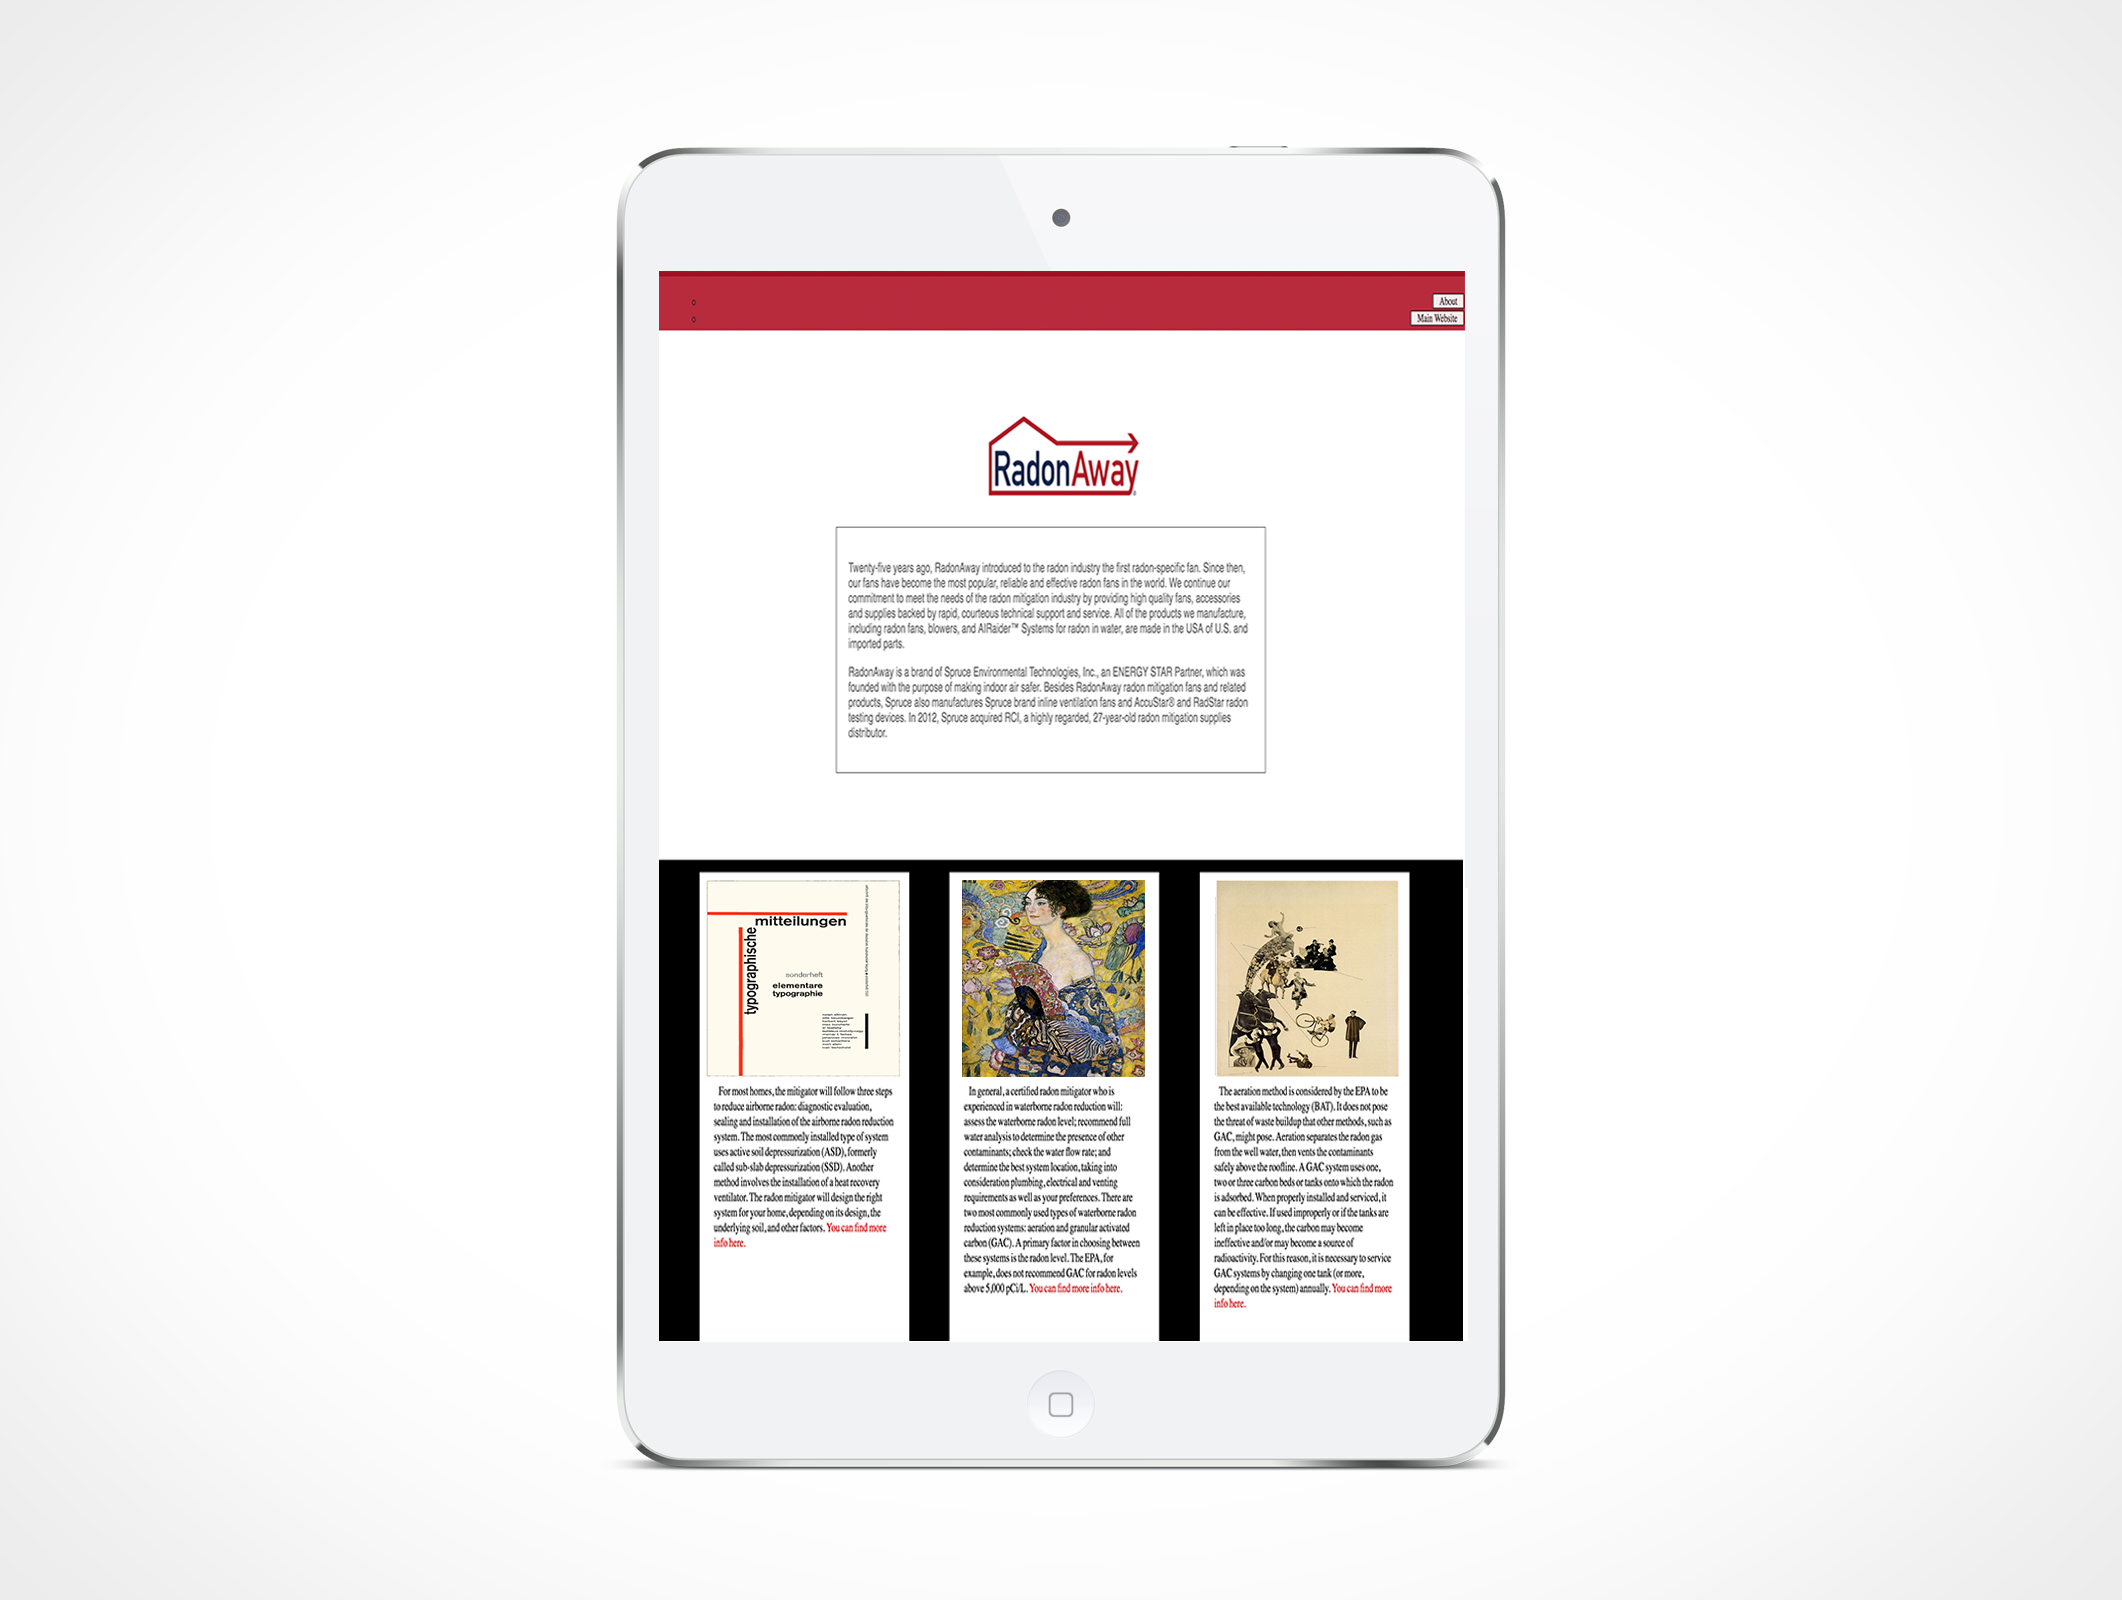 About
Main Website
RadonAway
Twenty-five years ago, RadonAway introduced to the radon industry the first radon-specific fan. Since then,
our fans have become the most popular, reliable and effective radon fans in the world. We continue our
commitment to meet the needs of the radon mitigation industry by providing high quality fans, accessories
and supplies backed by rapid, courteous technical support and service. All of the products we manufacture,
including radon fans, blowers, and AIRaider™ Systems for radon in water, are made in the USA of U.S. and
imported parts.
RadonAway is a brand of Spruce Environmental Technologies, Inc., an ENERGY STAR Partner, which was
founded with the purpose of making indoor air safer. Besides RadonAway radon mitigation fans and related
products, Spruce also manufactures Spruce brand inline ventilation fans and AccuStar® and RadStar radon
testing devices. In 2012, Spruce acquired RCI, a highly regarded, 27-year-old radon mitigation supplies
distributor.
mitteilungen
typographische
sonderheft
elementare
typographie
For most homes, the mitigator will follow three steps
to reduce airborne radon: diagnostic evaluation,
sealing and installation of the airborne radon reduction
system. The most commonly installed type of system
uses active soil depressurization (ASD), formerly
called sub-slab depressurization (SSD). Another
method involves the installation of a heat recovery
ventilator. The radon mitigator will design the right
system for your home, depending on its design, the
underlying soil, and other factors. You can find more
info here.
In general, a certified radon mitigator who is
experienced in waterborne radon reduction will:
assess the waterborne radon level; recommend full
water analysis to determine the presence of other
contaminants; check the water flow rate; and
determine the best system location, taking into
consideration plumbing, electrical and venting
requirements as well as your preferences. There are
two most commonly used types of waterborne radon
reduction systems: aeration and granular activated
carbon (GAC). A primary factor in choosing between
these systems is the radon level. The EPA, for
example, does not recommend GAC for radon levels
above 5,000 pCi/L. You can find more info here.
The aeration method is considered by the EPA to be
the best available technology (BAT). It does not pose
the threat of waste buildup that other methods, such as
GAC, might pose. Aeration separates the radon gas
from the well water, then vents the contaminants
safely above the roofline. A GAC system uses one,
two or three carbon beds or tanks onto which the radon
is adsorbed. When properly installed and serviced, it
can be effective. If used improperly or if the tanks are
left in place too long, the carbon may become
ineffective and/or may become a source of
radioactivity. For this reason, it is necessary to service
GAC systems by changing one tank (or more,
depending on the system) annually. You can find more
info here.